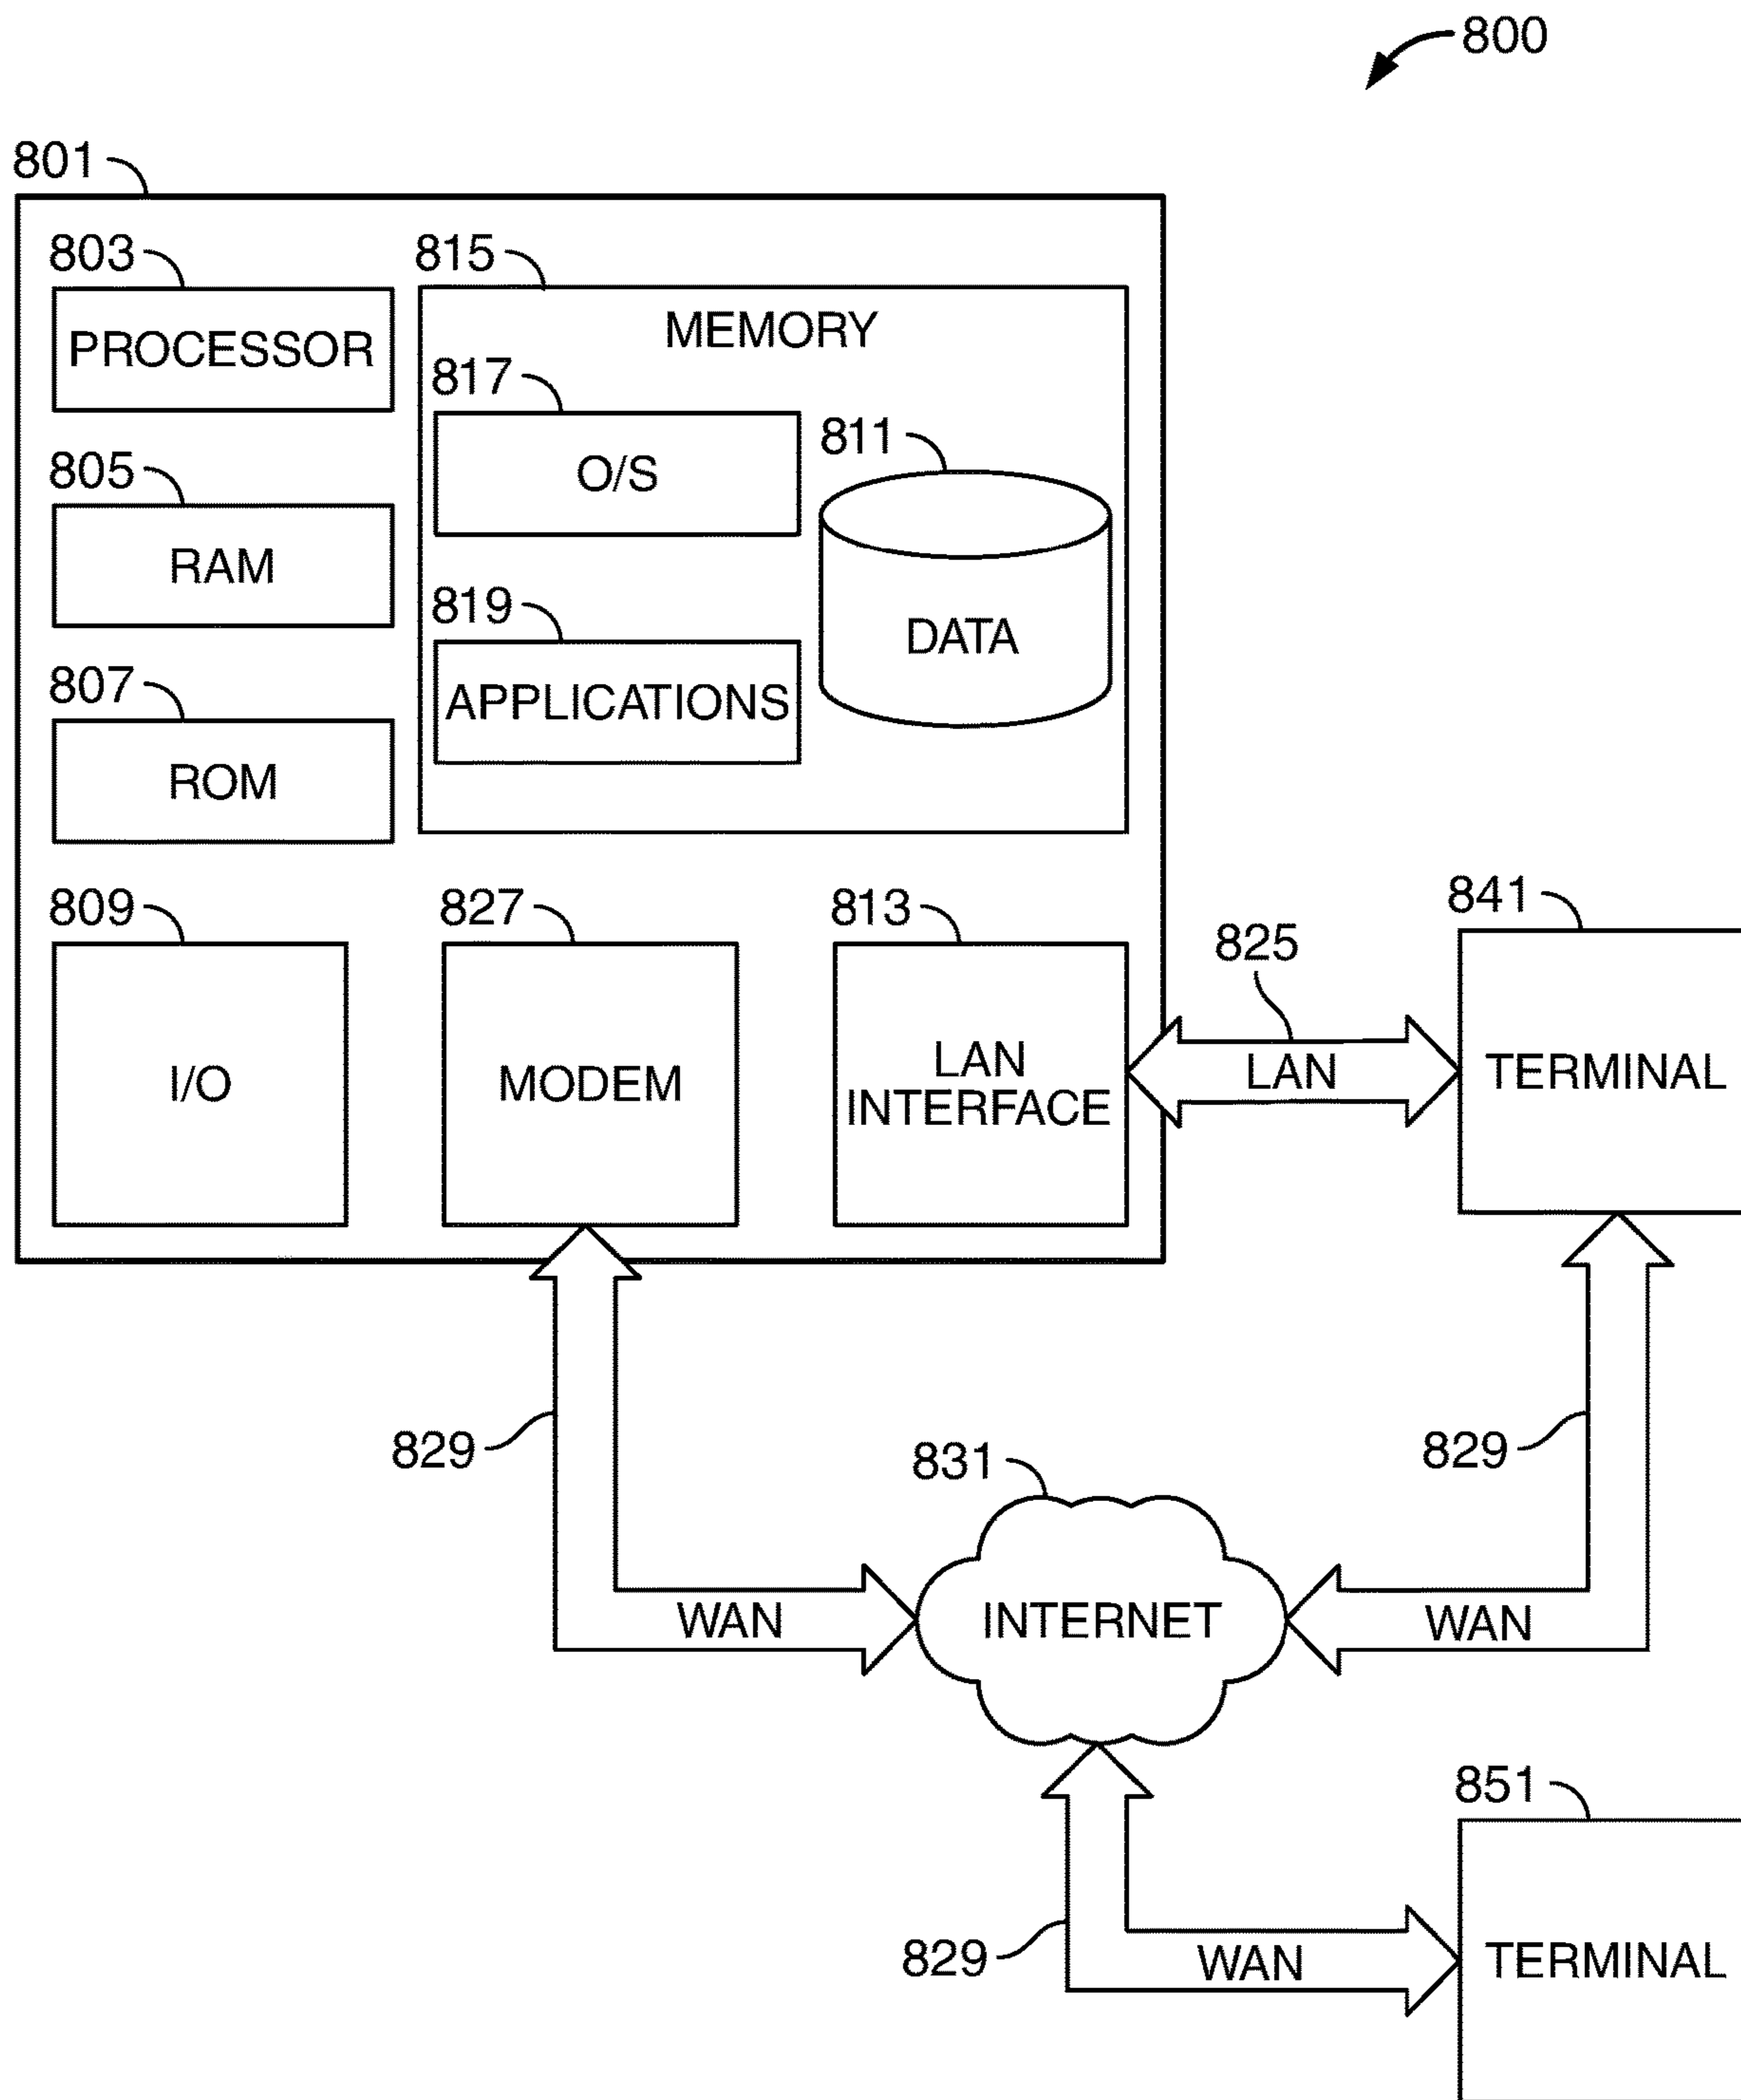 800
801
803
PROCESSOR
805
RAM
807
ROM
815
MEMORY
817
O/S
811
DATA
819
APPLICATIONS
809
I/O
827
MODEM
813
LAN
INTERFACE
825
LAN
841
TERMINAL
829
WAN
831
INTERNET
829
WAN
829
WAN
851
TERMINAL